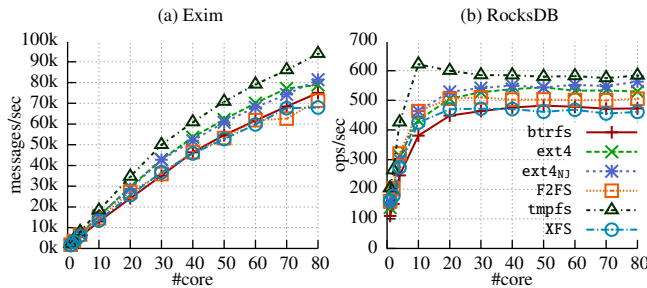 (a) Exim
messages/sec
100k
90k
80k
70k
60k
50k
40k
30k
20k
10k
0k
0 10 20 30 40 50 60 70 80
#core
(b) RocksDB
ops/sec
700
600
500
400
300
200
100
0
0 10 20 30 40 50 60 70 80
#core
btrfs
ext4
ext4NJ
F2FS
tmpfs
XFS